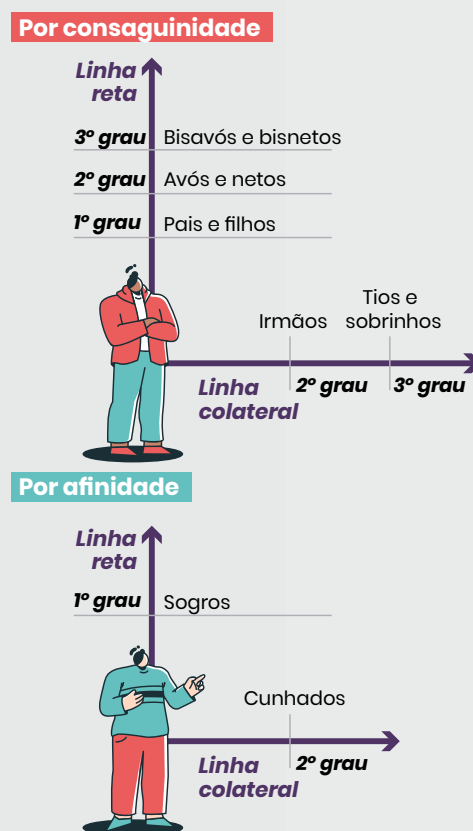 Por consaguinidade
Linha
reta
3º grau Bisavós e bisnetos
2º grau Avós e netos
1º grau Pais e filhos
Tios e
Irmãos sobrinhos
Linha 2º grau 3º grau
colateral
Por afinidade
Linha
reta
1º grau Sogros
Cunhados
Linha 2º grau
colateral